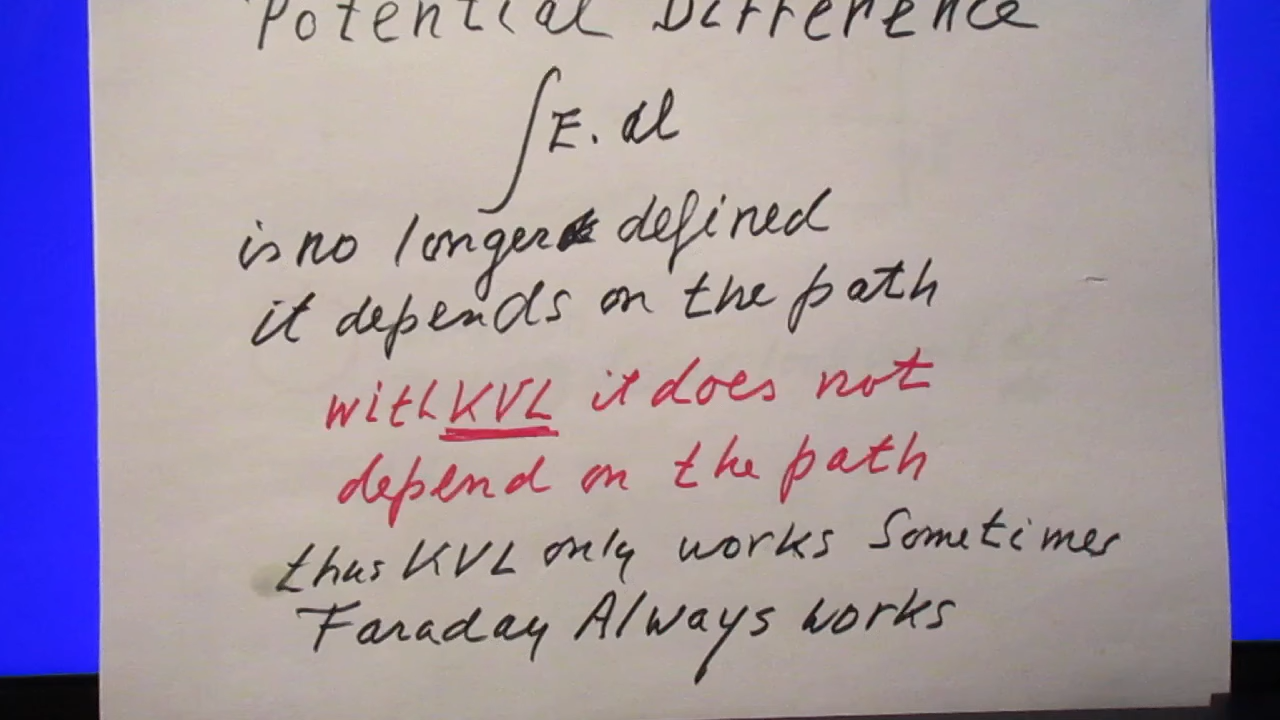 Potential Difference
∫E. dl
is no longer defined
it depends on the path
with KVL it does not
depend on the path
thus KVL only works Sometimes
Faraday Always works